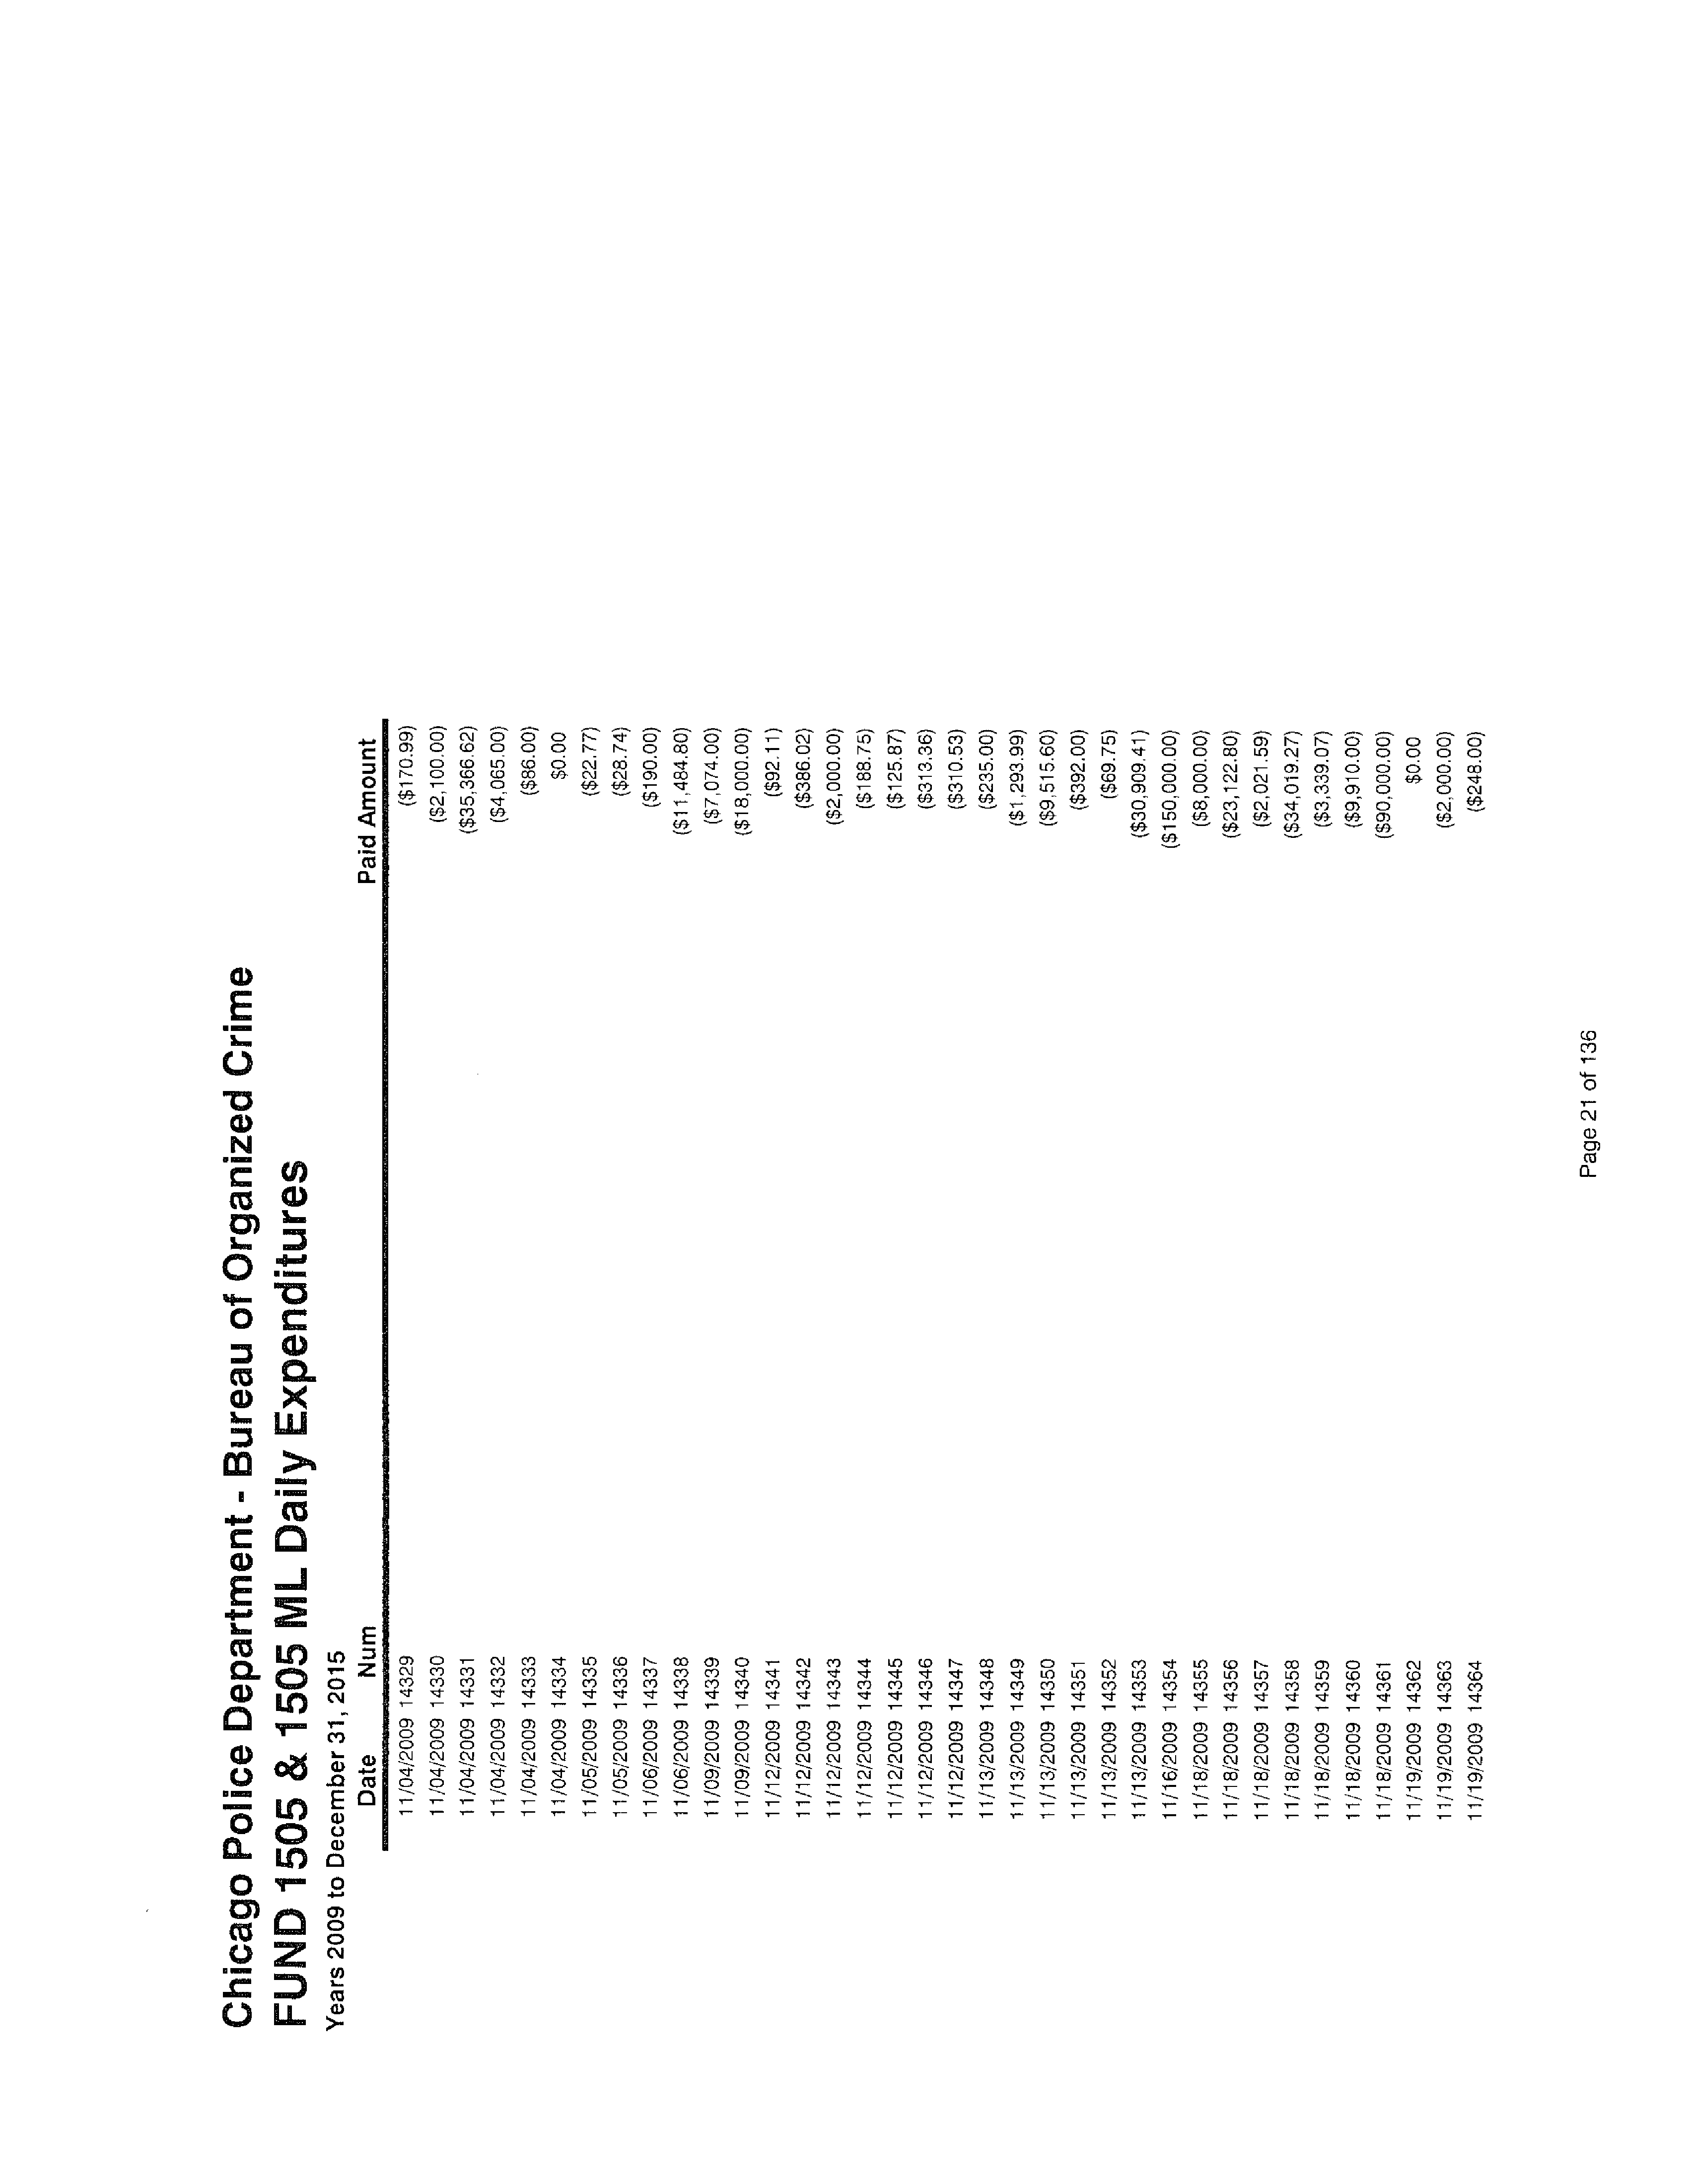 Chicago Police Department - Bureau of Organized Crime
FUND 1505 & 1505 ML Daily Expenditures
Years 2009 to December 31, 2015
Date Num Paid Amount
11/04/2009 14329 ($170.99)
11/04/2009 14330 ($2,100.00)
11/04/2009 14331 ($35,366.62)
11/04/2009 14332 ($4,065.00)
11/04/2009 14333 ($86.00)
11/04/2009 14334 $0.00
11/05/2009 14335 ($22.77)
11/05/2009 14336 ($28.74)
11/06/2009 14337 ($190.00)
11/06/2009 14338 ($11,484.80)
11/09/2009 14339 ($7,074.00)
11/09/2009 14340 ($18,000.00)
11/12/2009 14341 ($92.11)
11/12/2009 14342 ($386.02)
11/12/2009 14343 ($2,000.00)
11/12/2009 14344 ($188.75)
11/12/2009 14345 ($125.87)
11/12/2009 14346 ($313.36)
11/12/2009 14347 ($310.53)
11/13/2009 14348 ($235.00)
11/13/2009 14349 ($1,293.99)
11/13/2009 14350 ($9,515.60)
11/13/2009 14351 ($392.00)
11/13/2009 14352 ($69.75)
11/13/2009 14353 ($30,909.41)
11/16/2009 14354 ($150,000.00)
11/18/2009 14355 ($8,000.00)
11/18/2009 14356 ($23,122.80)
11/18/2009 14357 ($2,021.59)
11/18/2009 14358 ($34,019.27)
11/18/2009 14359 ($3,339.07)
11/18/2009 14360 ($9,910.00)
11/18/2009 14361 ($90,000.00)
11/19/2009 14362 $0.00
11/19/2009 14363 ($2,000.00)
11/19/2009 14364 ($248.00)
Page 21 of 136